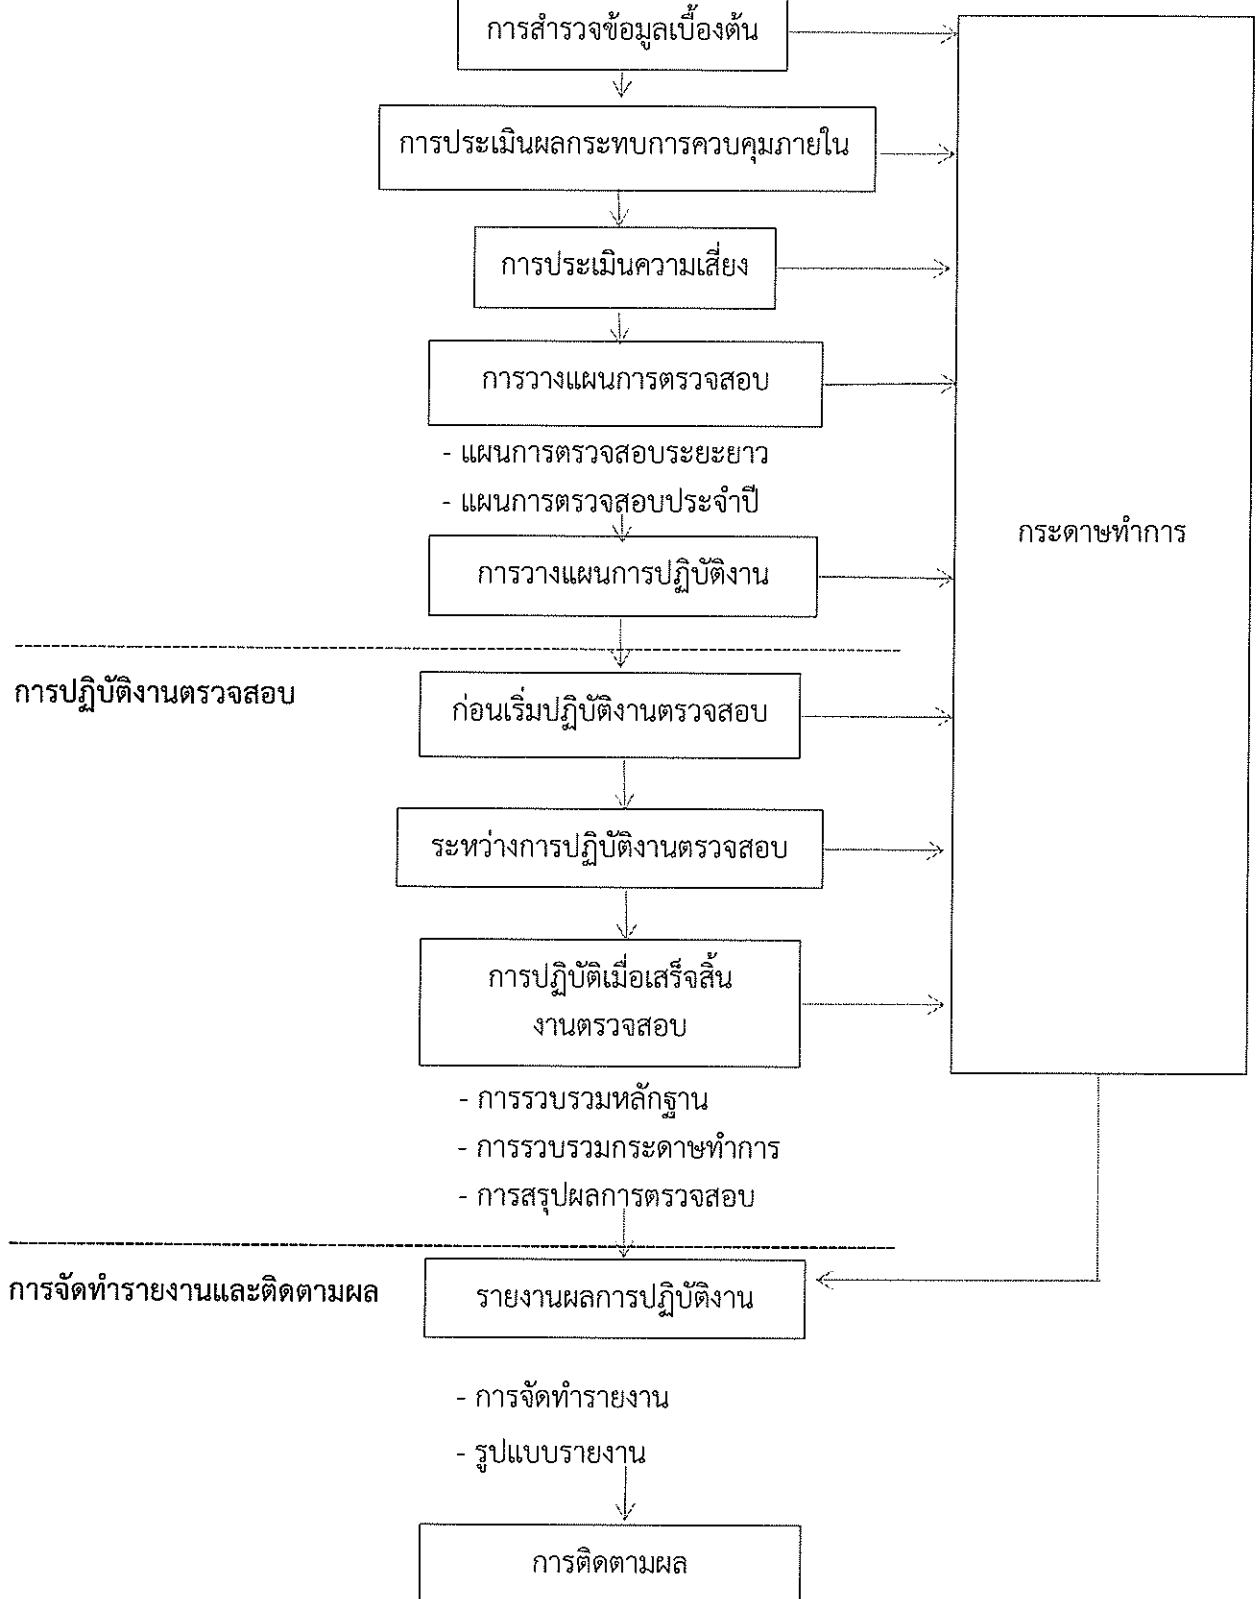 การสำรวจข้อมูลเบื้องต้น
การประเมินผลกระทบการควบคุมภายใน
การประเมินความเสี่ยง
การวางแผนการตรวจสอบ
- แผนการตรวจสอบระยะยาว
- แผนการตรวจสอบประจำปี
กระดาษทำการ
การวางแผนการปฏิบัติงาน
การปฏิบัติงานตรวจสอบ
ก่อนเริ่มปฏิบัติงานตรวจสอบ
ระหว่างการปฏิบัติงานตรวจสอบ
การปฏิบัติเมื่อเสร็จสิ้น
งานตรวจสอบ
- การรวบรวมหลักฐาน
- การรวบรวมกระดาษทำการ
- การสรุปผลการตรวจสอบ
การจัดทำรายงานและติดตามผล
รายงานผลการปฏิบัติงาน
- การจัดทำรายงาน
- รูปแบบรายงาน
การติดตามผล